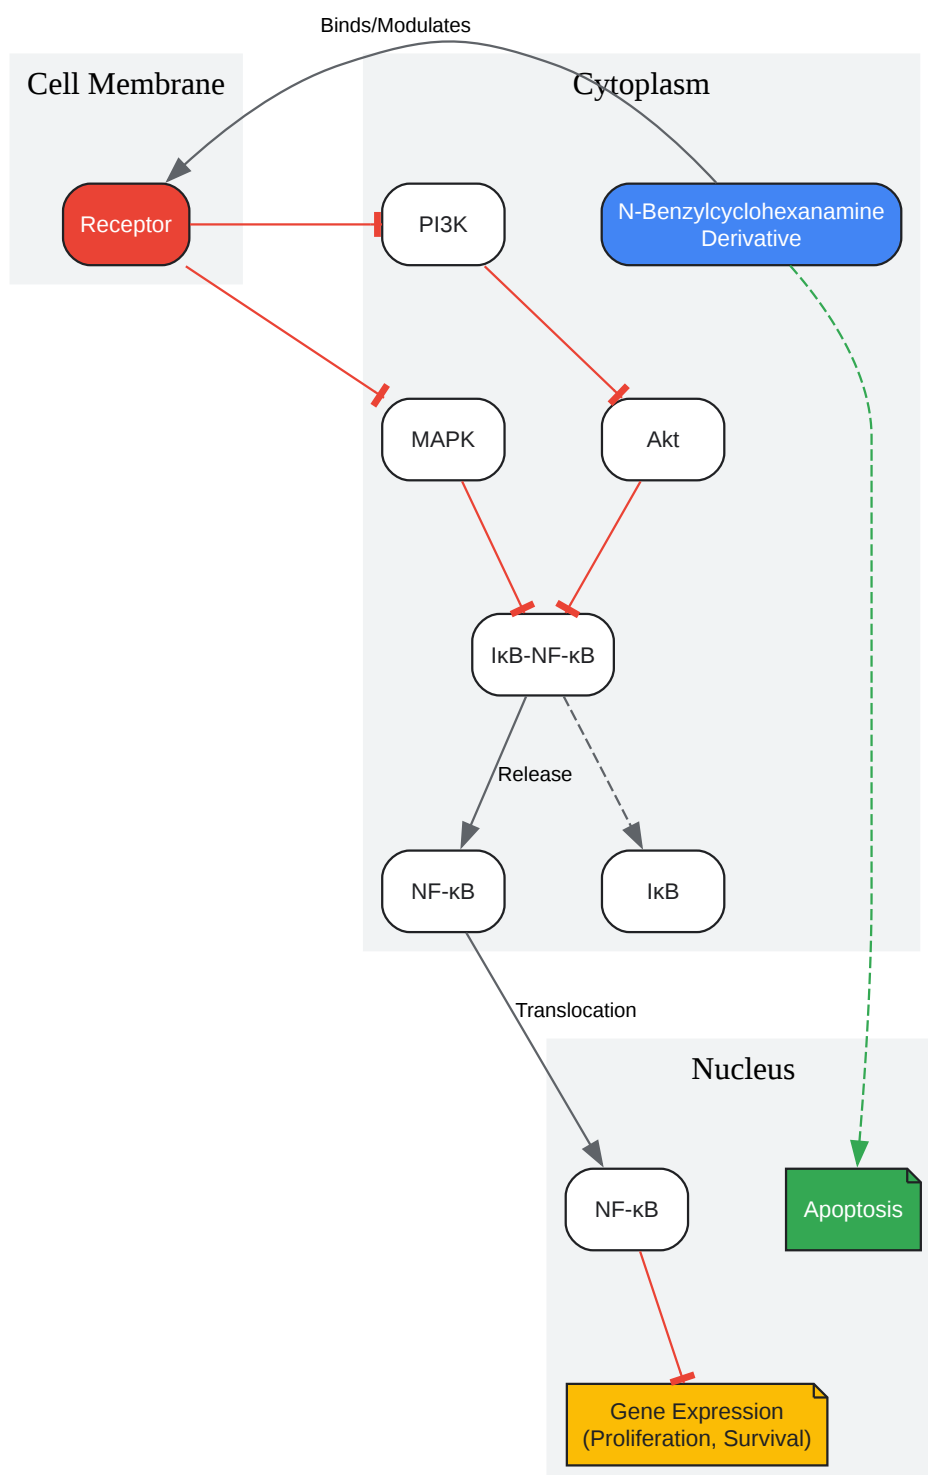 Binds/Modulates
Cell Membrane
Cytoplasm
Receptor
PI3K
N-Benzylcyclohexanamine
Derivative
MAPK
Akt
IκB-NF-κB
Release
NF-κB
IκB
Translocation
Nucleus
NF-κB
Apoptosis
Gene Expression
(Proliferation, Survival)